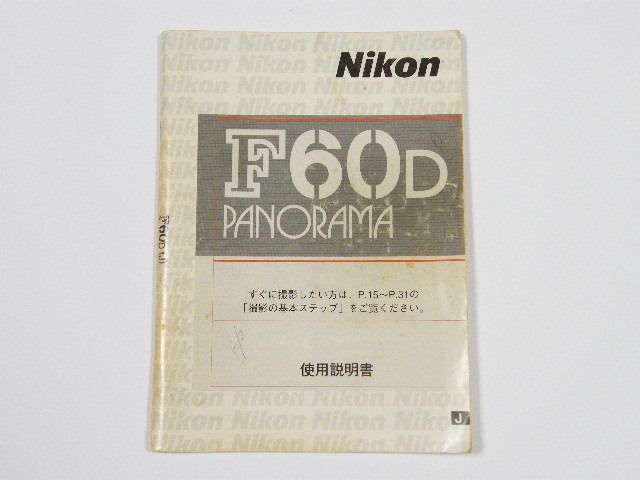 Nikon
F60D
PANORAMA
すぐに撮影したい方は、P.15～P.31の
「撮影の基本ステップ」をご覧ください。
使用説明書
J
F60D (J)